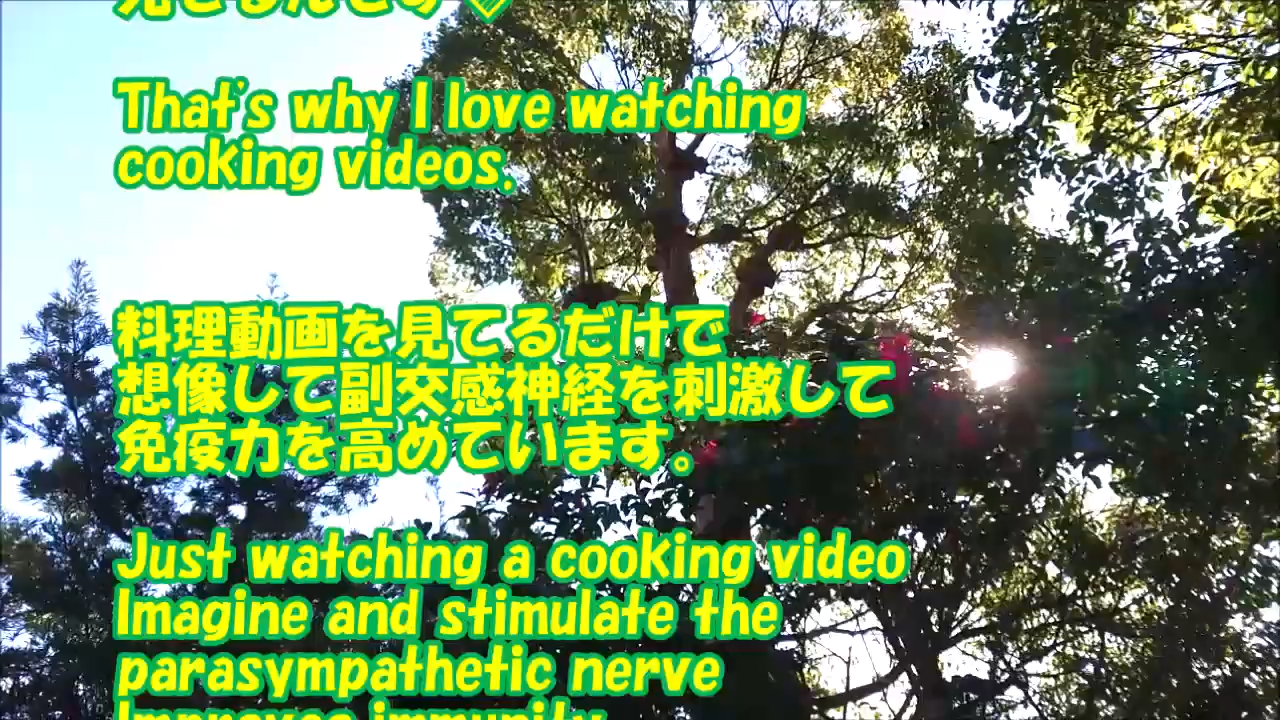 That's why I love watching
cooking videos.
料理動画を見てるだけで
想像して副交感神経を刺激して
免疫力を高めています。
Just watching a cooking video
Imagine and stimulate the
parasympathetic nerve
Improves immunity